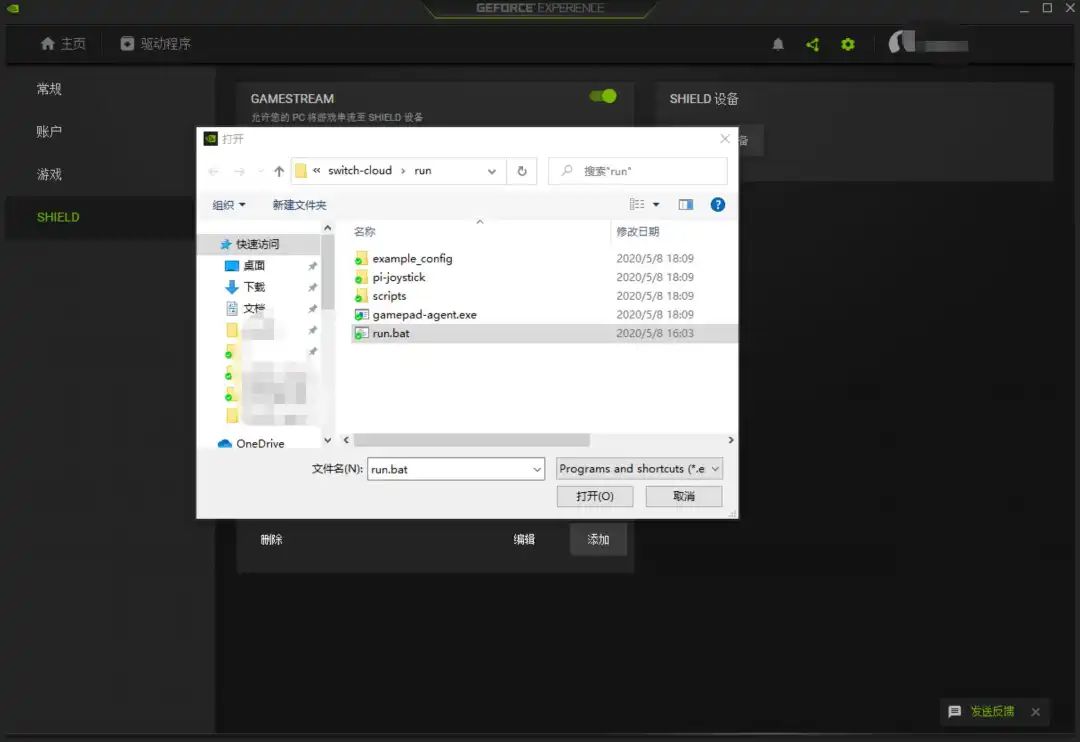 GEFORCE EXPERIENCE
主页 驱动程序
常规
账户
游戏
SHIELD
GAMESTREAM
允许您的 PC 将游戏串流至 SHIELD 设备
SHIELD 设备
备
打开
« switch-cloud › run
搜索"run"
组织 新建文件夹
名称 修改日期
快速访问
桌面
下载
文档
OneDrive
example_config 2020/5/8 18:09
pi-joystick 2020/5/8 18:09
scripts 2020/5/8 18:09
gamepad-agent.exe 2020/5/8 18:09
run.bat 2020/5/8 16:03
文件名(N): run.bat Programs and shortcuts (*.e
打开(O) 取消
删除 编辑 添加
发送反馈